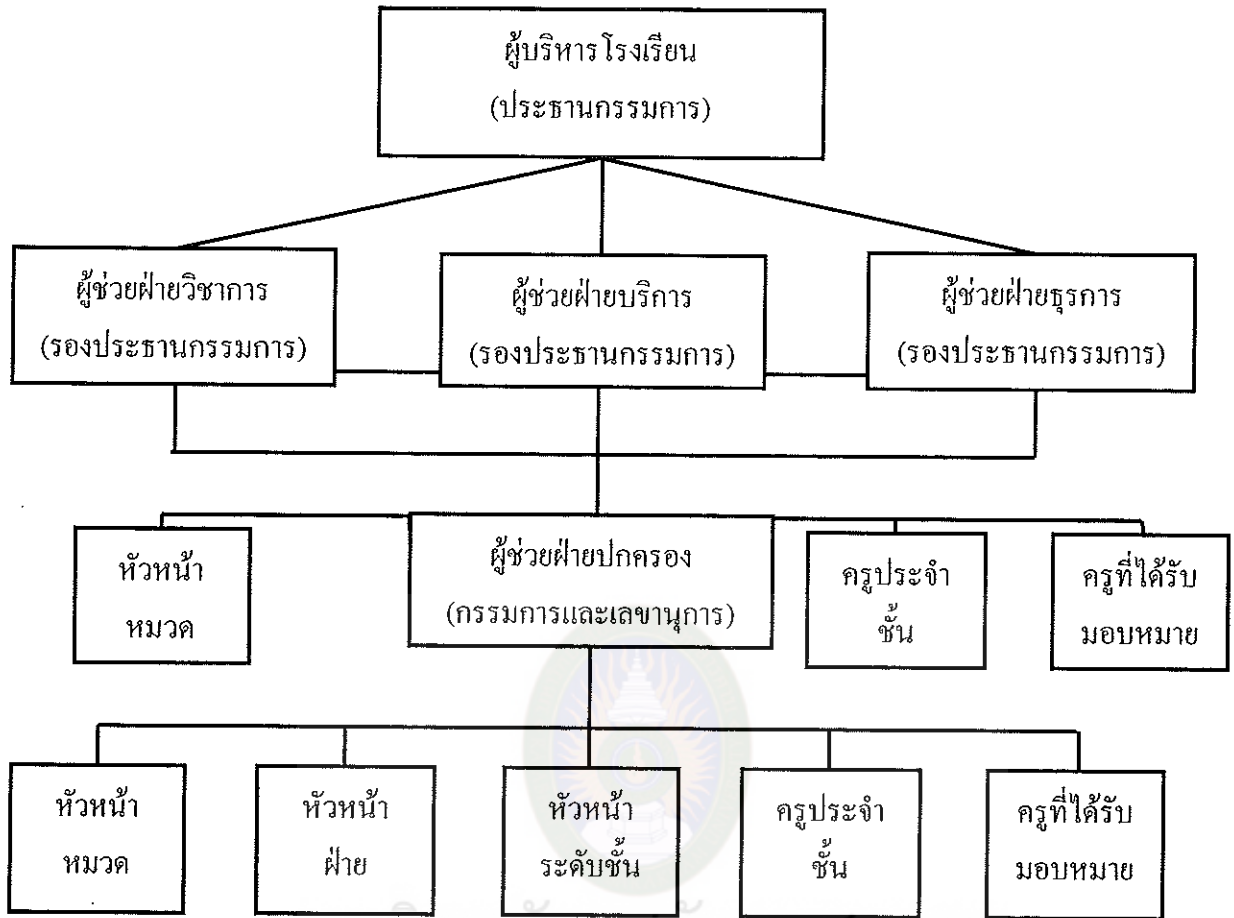 ผู้บริหารโรงเรียน
(ประธานกรรมการ)
ผู้ช่วยฝ่ายวิชาการ
(รองประธานกรรมการ)
ผู้ช่วยฝ่ายบริการ
(รองประธานกรรมการ)
ผู้ช่วยฝ่ายธุรการ
(รองประธานกรรมการ)
หัวหน้า
หมวด
ผู้ช่วยฝ่ายปกครอง
(กรรมการและเลขานุการ)
ครูประจำ
ชั้น
ครูที่ได้รับ
มอบหมาย
หัวหน้า
หมวด
หัวหน้า
ฝ่าย
หัวหน้า
ระดับชั้น
ครูประจำ
ชั้น
ครูที่ได้รับ
มอบหมาย